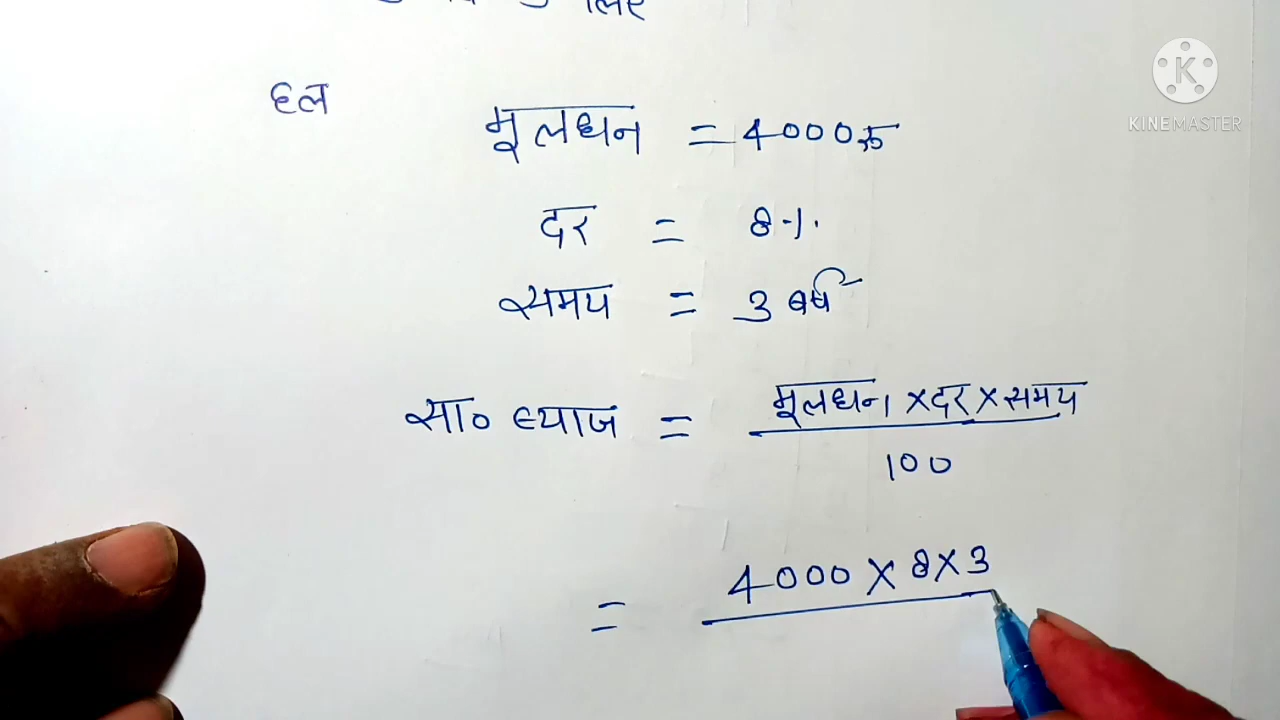 लिए
हल
मूलधन = 4000रु
दर = 8%
समय = 3 वर्ष
सा० ब्याज = मूलधन × दर × समय
100
= 4000 × 8 × 3
K
KINEMASTER